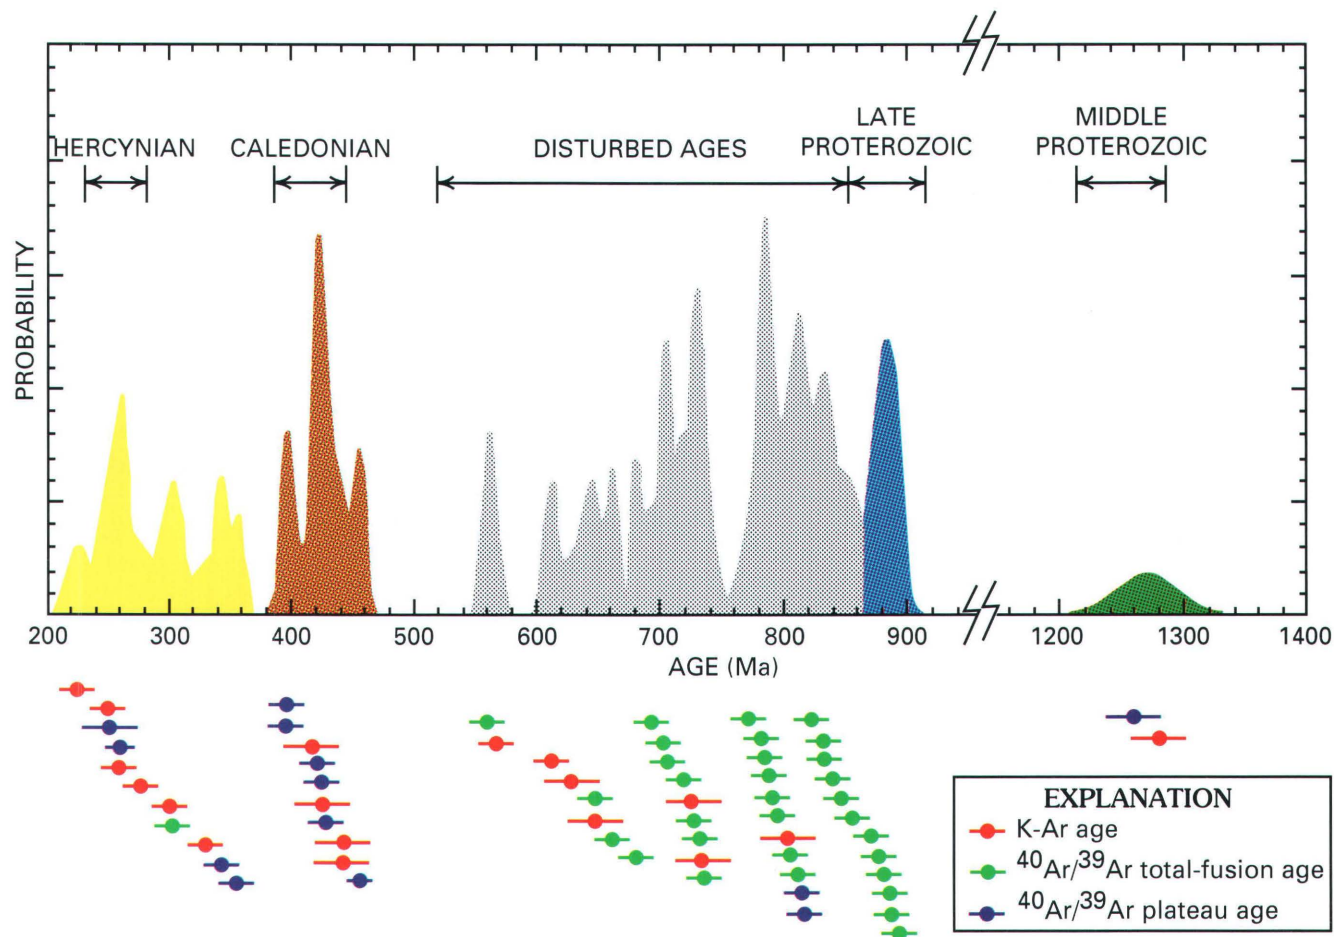 LATE
MIDDLE
HERCYNIAN CALEDONIAN DISTURBED AGES PROTEROZOIC PROTEROZOIC
PROBABILITY
200 300 400 500 600 700 800 900 1200 1300 1400
AGE (Ma)
EXPLANATION
K-Ar age
40Ar/39Ar total-fusion age
40Ar/39Ar plateau age